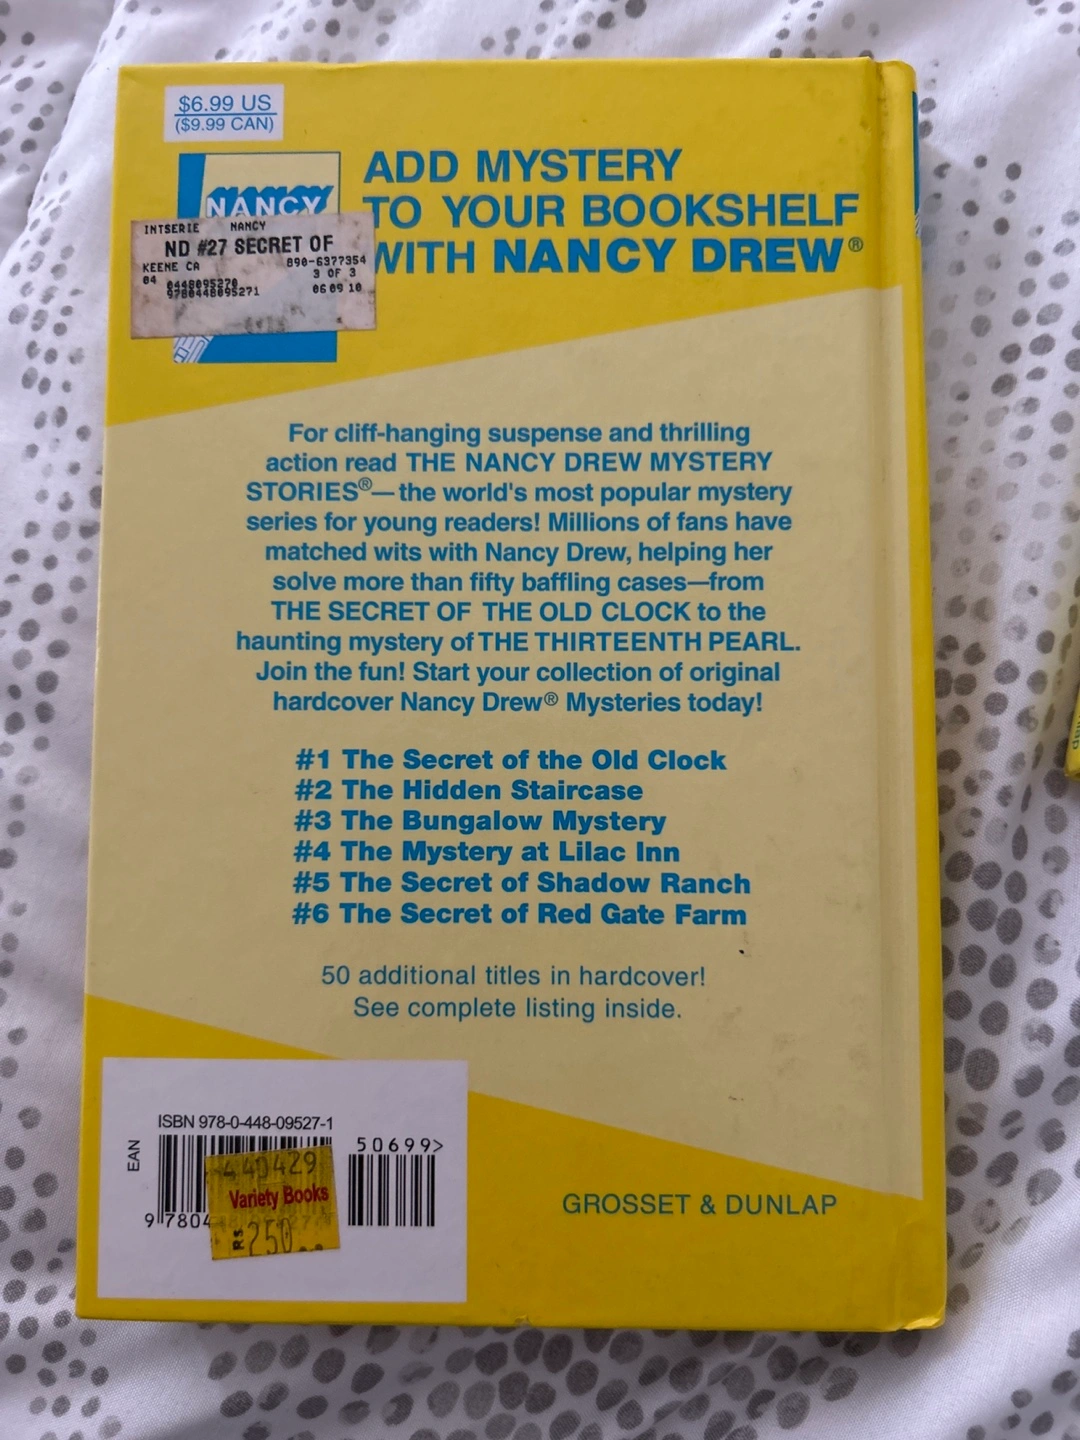 $6.99 US
($9.99 CAN)
NANCY
ADD MYSTERY
TO YOUR BOOKSHELF
WITH NANCY DREW®
INTSERIE NANCY
ND #27 SECRET OF
KEENE CA 890-6377354
04 0448095270 3 OF 3
9780448095271 06 09 10
For cliff-hanging suspense and thrilling
action read THE NANCY DREW MYSTERY
STORIES®—the world's most popular mystery
series for young readers! Millions of fans have
matched wits with Nancy Drew, helping her
solve more than fifty baffling cases—from
THE SECRET OF THE OLD CLOCK to the
haunting mystery of THE THIRTEENTH PEARL.
Join the fun! Start your collection of original
hardcover Nancy Drew® Mysteries today!
#1 The Secret of the Old Clock
#2 The Hidden Staircase
#3 The Bungalow Mystery
#4 The Mystery at Lilac Inn
#5 The Secret of Shadow Ranch
#6 The Secret of Red Gate Farm
50 additional titles in hardcover!
See complete listing inside.
ISBN 978-0-448-09527-1
EAN
50699>
440429
Variety Books
Rs 250
9 7804
GROSSET & DUNLAP